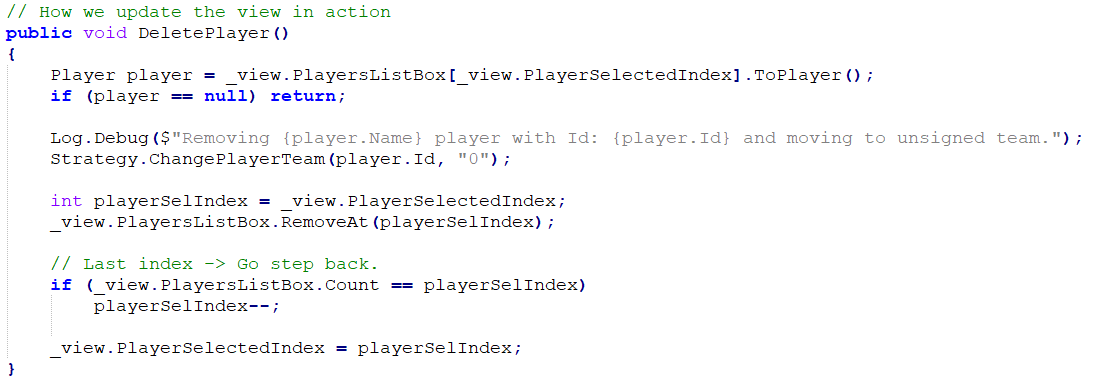 // How we update the view in action
public void DeletePlayer()
{
    Player player = _view.PlayersListBox[_view.PlayerSelectedIndex].ToPlayer();
    if (player == null) return;

    Log.Debug($"Removing {player.Name} player with Id: {player.Id} and moving to unsigned team.");
    Strategy.ChangePlayerTeam(player.Id, "0");

    int playerSelIndex = _view.PlayerSelectedIndex;
    _view.PlayersListBox.RemoveAt(playerSelIndex);

    // Last index -> Go step back.
    if (_view.PlayersListBox.Count == playerSelIndex)
        playerSelIndex--;

    _view.PlayerSelectedIndex = playerSelIndex;
}